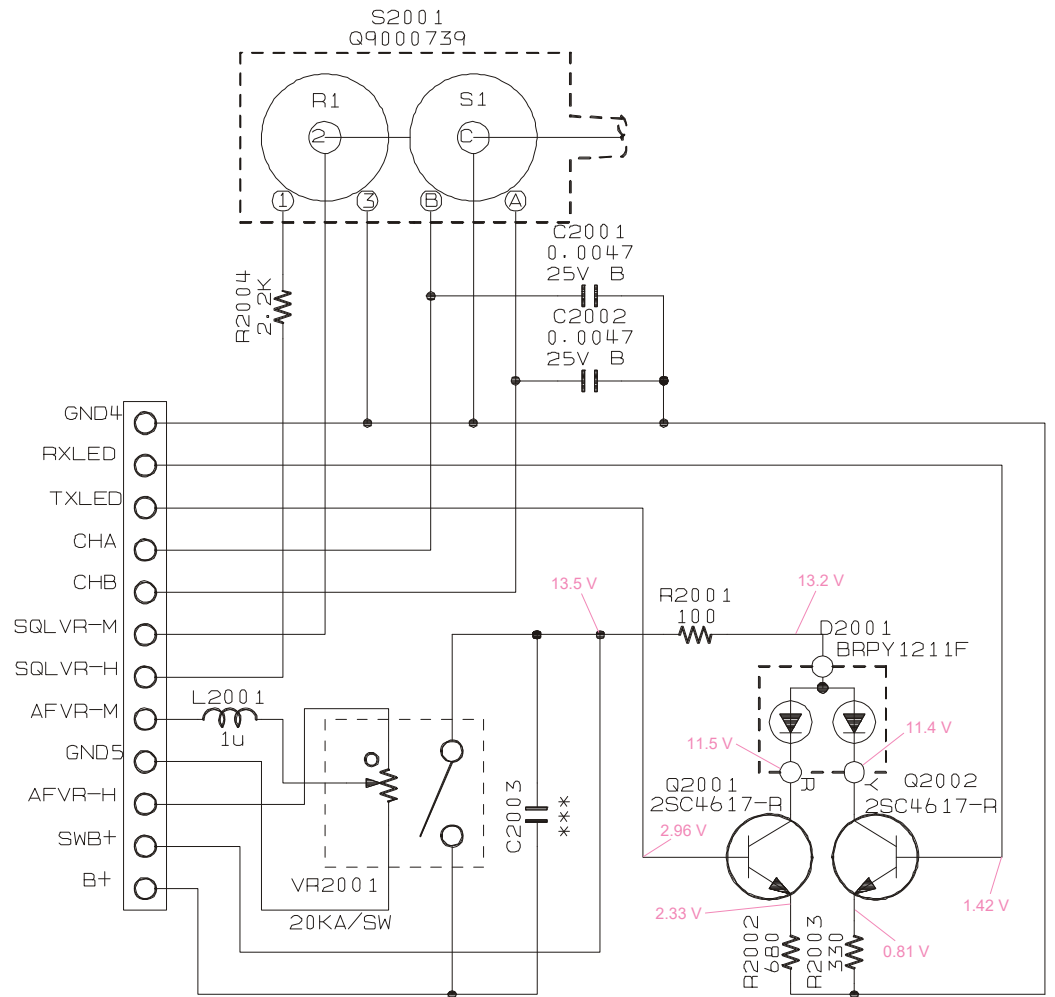 S2001
Q9000739
R1
S1
2
C
1
3
B
A
C2001
0.0047
25V B
R2004
2.2K
C2002
0.0047
25V B
GND4
RXLED
TXLED
CHA
CHB
SQLVR-M
SQLVR-H
AFVR-M
GND5
AFVR-H
SWB+
B+
L2001
1u
VR2001
20KA/SW
C2003
***
13.5 V
R2001
100
13.2 V
D2001
BRPY1211F
11.5 V
11.4 V
R
Y
Q2001
2SC4617-R
Q2002
2SC4617-R
2.96 V
1.42 V
2.33 V
0.81 V
R2002
680
R2003
330